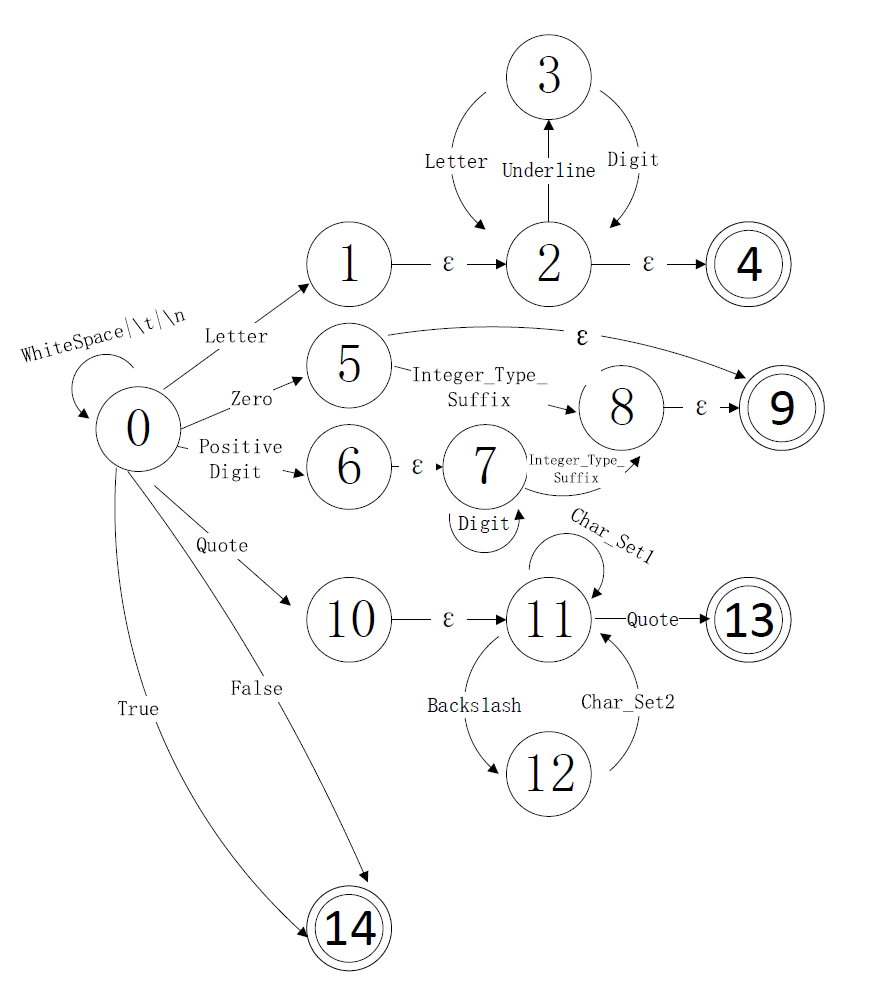 3
Letter
Underline
Digit
1
ε
2
ε
4
WhiteSpace|\t|\n
Letter
5
ε
Integer_Type_
Suffix
Zero
8
ε
9
0
Positive
Digit
6
ε
7
Integer_Type_
Suffix
Digit
Char_Set1
Quote
10
ε
11
Quote
13
Backslash
Char_Set2
False
True
12
14